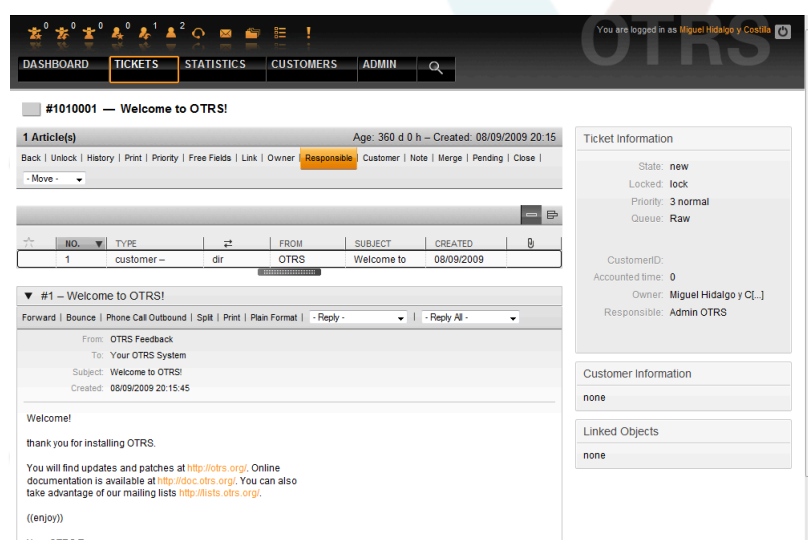 0 0 0 0 1 2
You are logged in as Miguel Hidalgo y Costilla
OTRS
DASHBOARD TICKETS STATISTICS CUSTOMERS ADMIN
#1010001 — Welcome to OTRS!
1 Article(s) Age: 360 d 0 h – Created: 08/09/2009 20:15
Back | Unlock | History | Print | Priority | Free Fields | Link | Owner | Responsible | Customer | Note | Merge | Pending | Close |
- Move -
NO. ▼ TYPE FROM SUBJECT CREATED
1 customer – dir OTRS Welcome to 08/09/2009
▼ #1 – Welcome to OTRS!
Forward | Bounce | Phone Call Outbound | Split | Print | Plain Format | - Reply - | - Reply All -
From: OTRS Feedback
To: Your OTRS System
Subject: Welcome to OTRS!
Created: 08/09/2009 20:15:45
Welcome!
thank you for installing OTRS.
You will find updates and patches at http://otrs.org/. Online
documentation is available at http://doc.otrs.org/. You can also
take advantage of our mailing lists http://lists.otrs.org/.
((enjoy))
Ticket Information
State: new
Locked: lock
Priority: 3 normal
Queue: Raw
CustomerID:
Accounted time: 0
Owner: Miguel Hidalgo y C[...]
Responsible: Admin OTRS
Customer Information
none
Linked Objects
none